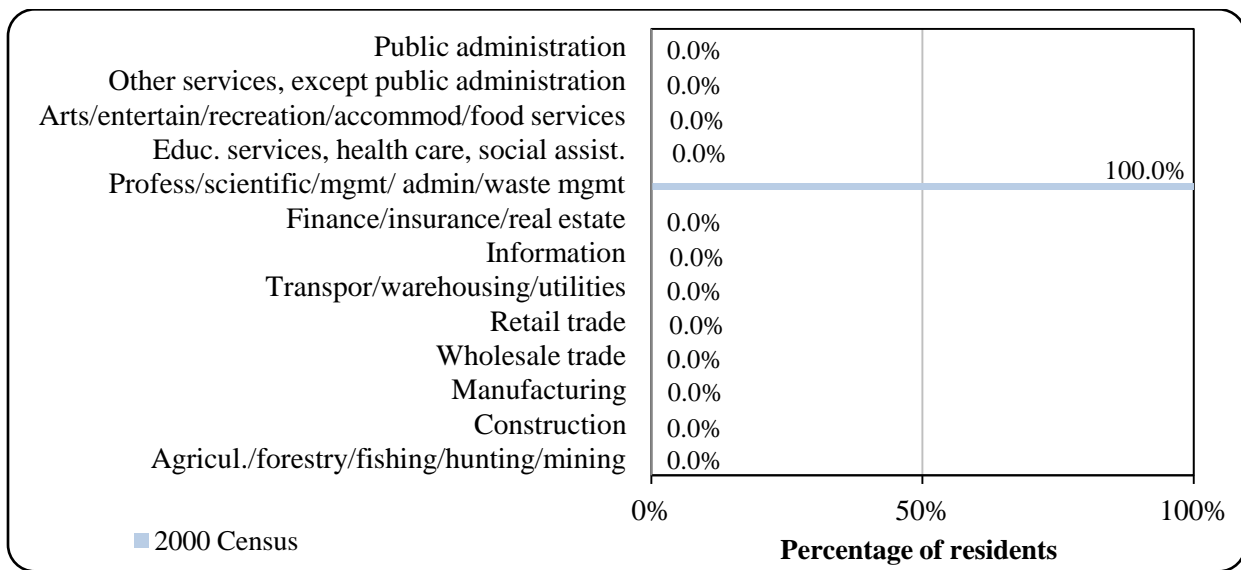 Public administration 0.0%
Other services, except public administration 0.0%
Arts/entertain/recreation/accommod/food services 0.0%
Educ. services, health care, social assist. 0.0%
Profess/scientific/mgmt/ admin/waste mgmt 100.0%
Finance/insurance/real estate 0.0%
Information 0.0%
Transpor/warehousing/utilities 0.0%
Retail trade 0.0%
Wholesale trade 0.0%
Manufacturing 0.0%
Construction 0.0%
Agricul./forestry/fishing/hunting/mining 0.0%
0% 50% 100%
2000 Census
Percentage of residents